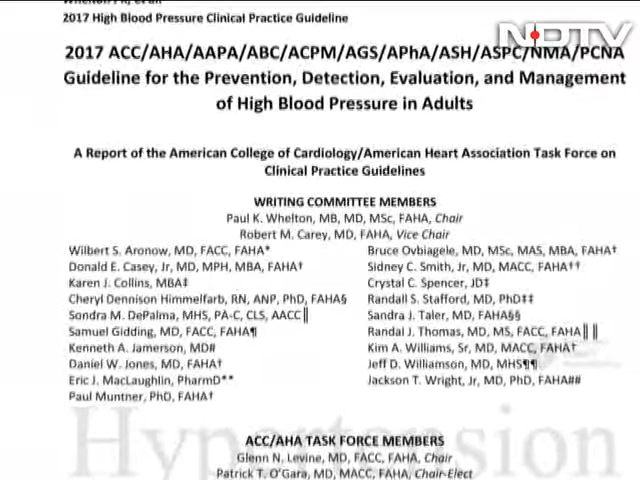 2017 High Blood Pressure Clinical Practice Guideline
NDTV
2017 ACC/AHA/AAPA/ABC/ACPM/AGS/APhA/ASH/ASPC/NMA/PCNA
Guideline for the Prevention, Detection, Evaluation, and Management
of High Blood Pressure in Adults
A Report of the American College of Cardiology/American Heart Association Task Force on
Clinical Practice Guidelines
WRITING COMMITTEE MEMBERS
Paul K. Whelton, MB, MD, MSc, FAHA, Chair
Robert M. Carey, MD, FAHA, Vice Chair
Wilbert S. Aronow, MD, FACC, FAHA*
Donald E. Casey, Jr, MD, MPH, MBA, FAHA†
Karen J. Collins, MBA‡
Cheryl Dennison Himmelfarb, RN, ANP, PhD, FAHA§
Sondra M. DePalma, MHS, PA-C, CLS, AACC║
Samuel Gidding, MD, FACC, FAHA¶
Kenneth A. Jamerson, MD#
Daniel W. Jones, MD, FAHA†
Eric J. MacLaughlin, PharmD**
Paul Muntner, PhD, FAHA†
Bruce Ovbiagele, MD, MSc, MAS, MBA, FAHA†
Sidney C. Smith, Jr, MD, MACC, FAHA††
Crystal C. Spencer, JD‡
Randall S. Stafford, MD, PhD‡‡
Sandra J. Taler, MD, FAHA§§
Randal J. Thomas, MD, MS, FACC, FAHA║║
Kim A. Williams, Sr, MD, MACC, FAHA†
Jeff D. Williamson, MD, MHS¶¶
Jackson T. Wright, Jr, MD, PhD, FAHA##
Hypertension
ACC/AHA TASK FORCE MEMBERS
Glenn N. Levine, MD, FACC, FAHA, Chair
Patrick T. O'Gara, MD, MACC, FAHA, Chair-Elect